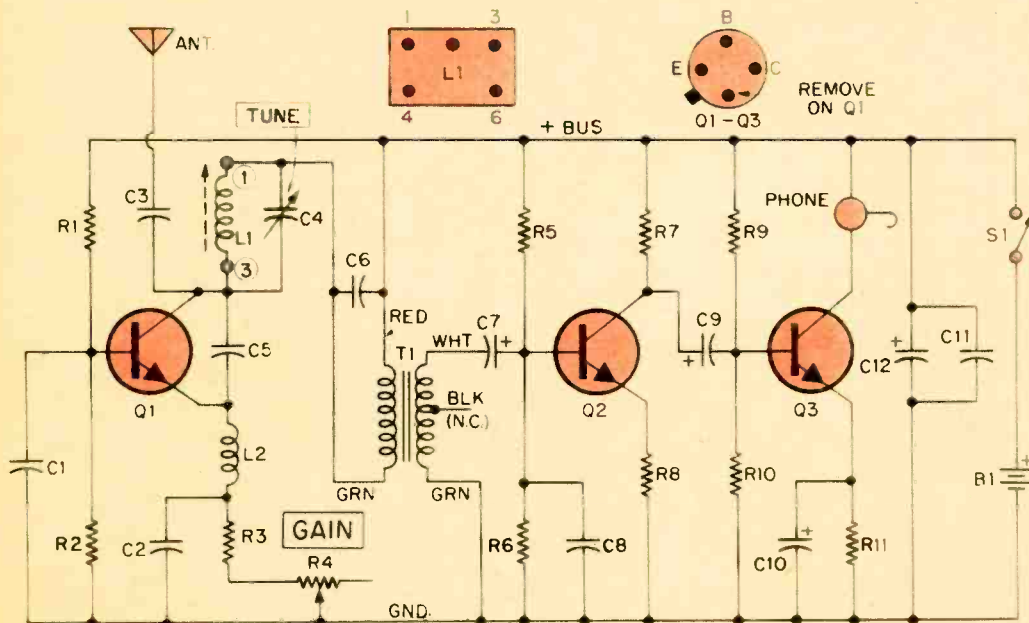 ANT.
1 3
L1
4 6
B
E C
Q1-Q3
REMOVE
ON Q1
TUNE
+ BUS
R1
C3
1
L1
3
C4
C6
R5
R7
R9
PHONE
S1
RED
T1
WHT
C7
+
BLK
(N.C.)
C9
+
C12
+
C11
Q1
C5
Q2
Q3
C1
L2
GRN
GRN
R8
R10
B1
+
R2
C2
R3
GAIN
R4
R6
C8
C10
+
R11
GND.